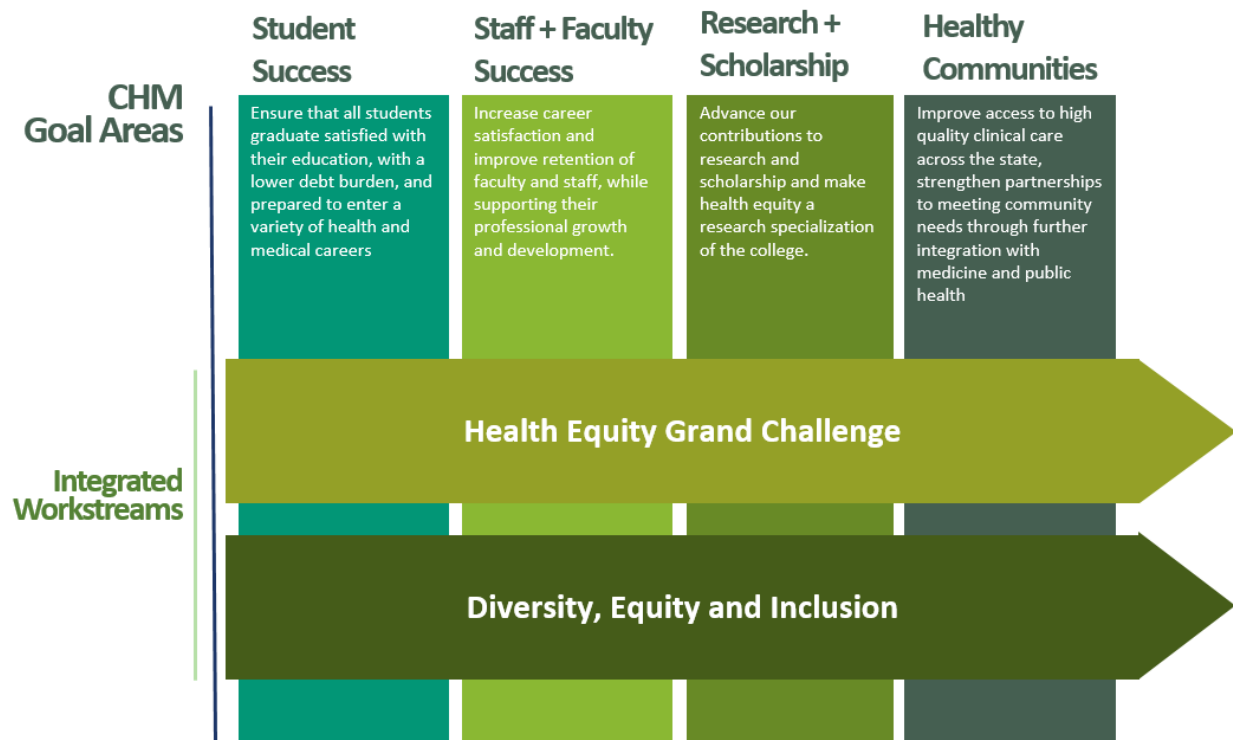 CHM
Goal Areas
Student
Success
Ensure that all students
graduate satisfied with
their education, with a
lower debt burden, and
prepared to enter a
variety of health and
medical careers
Staff + Faculty
Success
Increase career
satisfaction and
improve retention of
faculty and staff, while
supporting their
professional growth
and development.
Research +
Scholarship
Advance our
contributions to
research and
scholarship and make
health equity a
research specialization
of the college.
Healthy
Communities
Improve access to high
quality clinical care
across the state,
strengthen partnerships
to meeting community
needs through further
integration with
medicine and public
health
Integrated
Workstreams
Health Equity Grand Challenge
Diversity, Equity and Inclusion